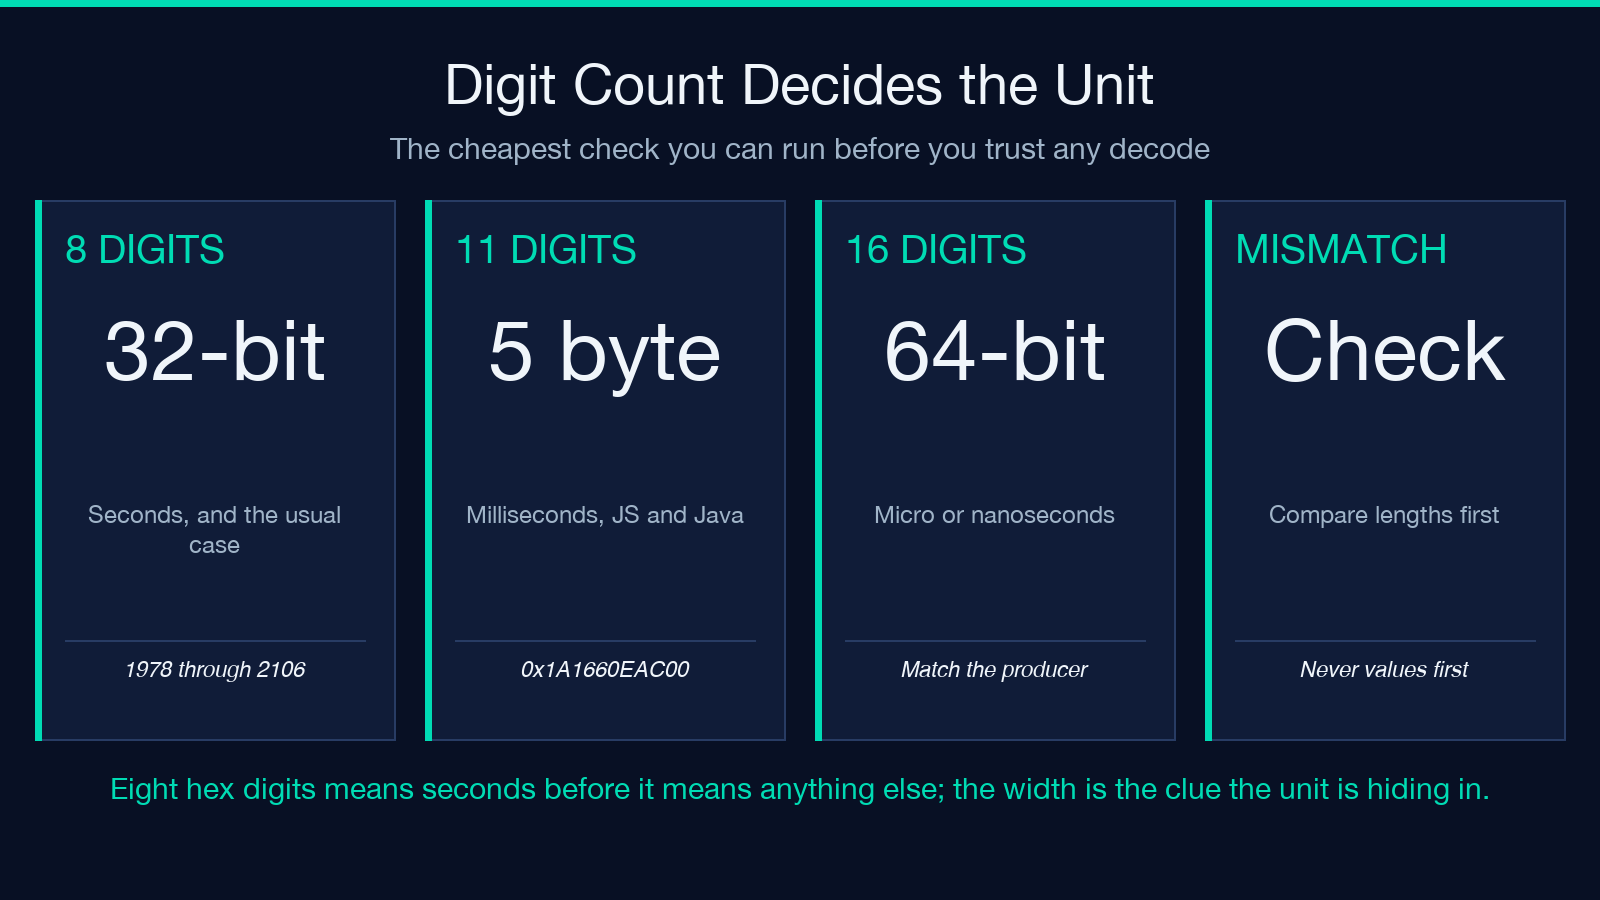 Digit Count Decides the Unit
The cheapest check you can run before you trust any decode
8 DIGITS
32-bit
Seconds, and the usual
case
1978 through 2106
11 DIGITS
5 byte
Milliseconds, JS and Java
0x1A1660EAC00
16 DIGITS
64-bit
Micro or nanoseconds
Match the producer
MISMATCH
Check
Compare lengths first
Never values first
Eight hex digits means seconds before it means anything else; the width is the clue the unit is hiding in.